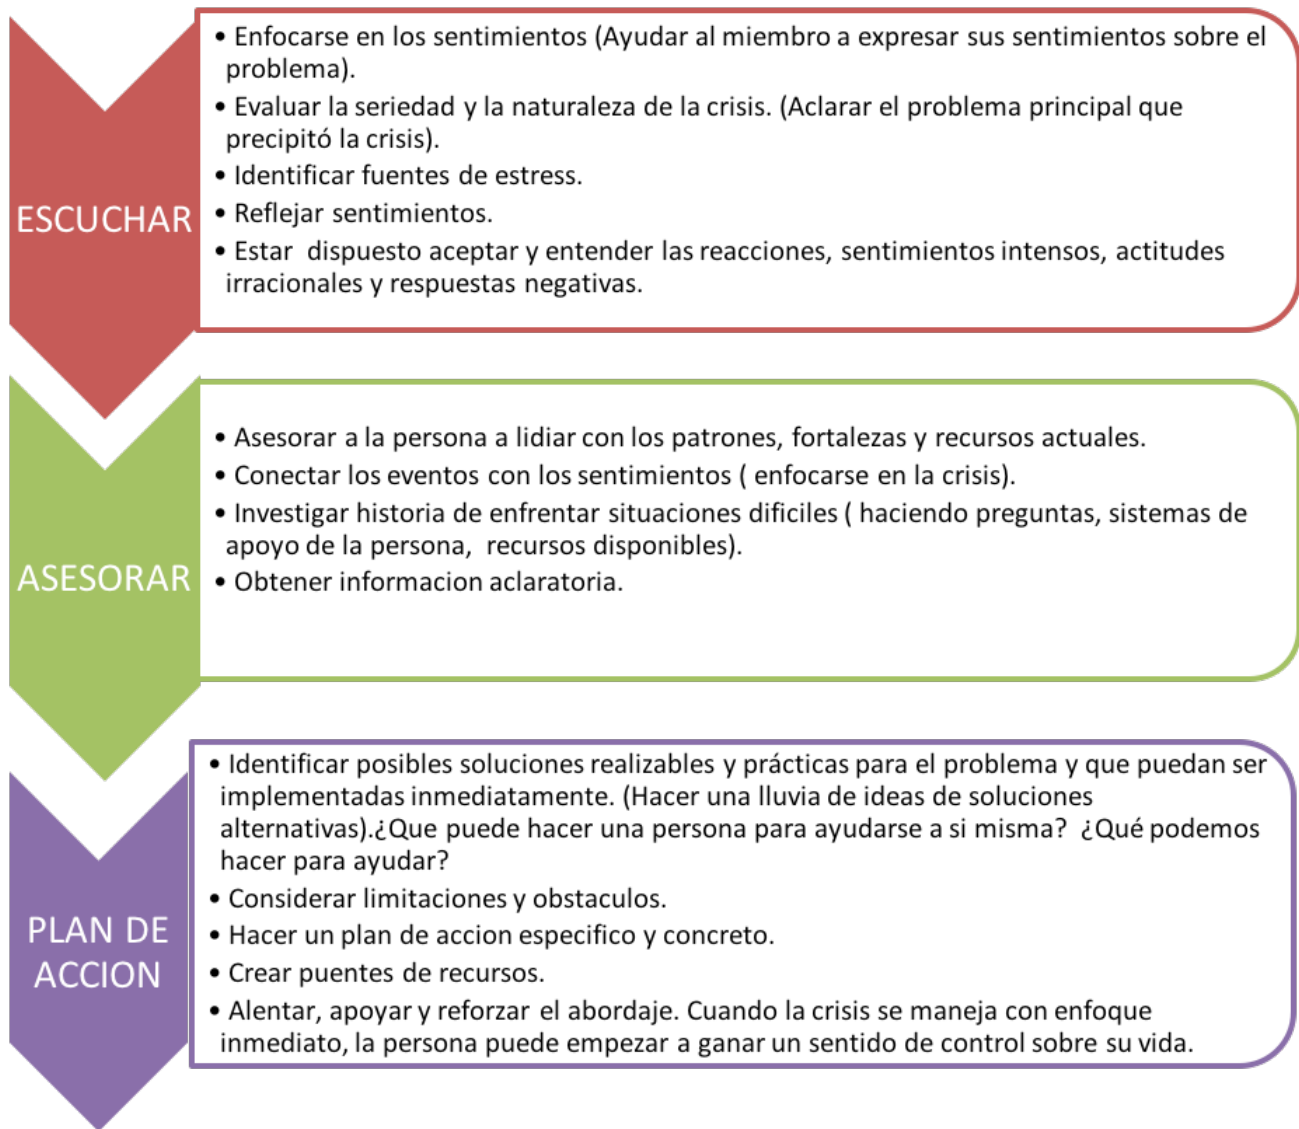 ESCUCHAR
• Enfocarse en los sentimientos (Ayudar al miembro a expresar sus sentimientos sobre el
problema).
• Evaluar la seriedad y la naturaleza de la crisis. (Aclarar el problema principal que
precipitó la crisis).
• Identificar fuentes de estress.
• Reflejar sentimientos.
• Estar dispuesto aceptar y entender las reacciones, sentimientos intensos, actitudes
irracionales y respuestas negativas.
ASESORAR
• Asesorar a la persona a lidiar con los patrones, fortalezas y recursos actuales.
• Conectar los eventos con los sentimientos ( enfocarse en la crisis).
• Investigar historia de enfrentar situaciones dificiles ( haciendo preguntas, sistemas de
apoyo de la persona, recursos disponibles).
• Obtener informacion aclaratoria.
PLAN DE
ACCION
• Identificar posibles soluciones realizables y prácticas para el problema y que puedan ser
implementadas inmediatamente. (Hacer una lluvia de ideas de soluciones
alternativas).¿Que puede hacer una persona para ayudarse a si misma? ¿Qué podemos
hacer para ayudar?
• Considerar limitaciones y obstaculos.
• Hacer un plan de accion especifico y concreto.
• Crear puentes de recursos.
• Alentar, apoyar y reforzar el abordaje. Cuando la crisis se maneja con enfoque
inmediato, la persona puede empezar a ganar un sentido de control sobre su vida.